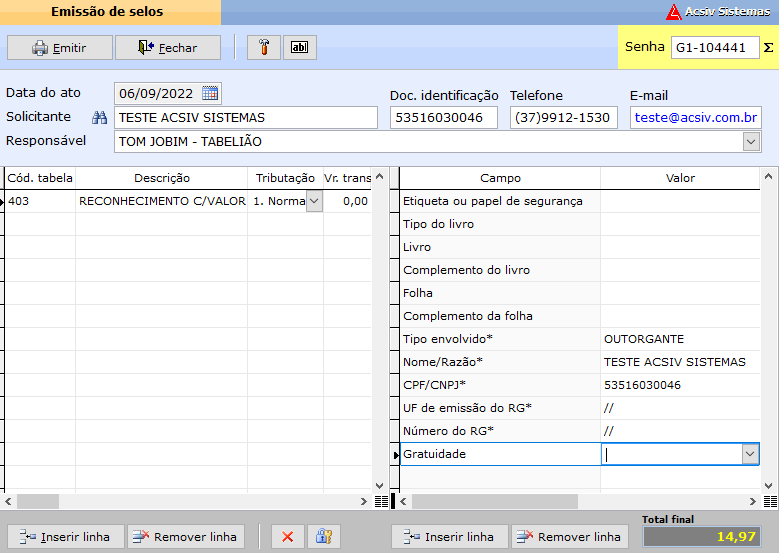 Emissão de selos
Acsiv Sistemas
Emitir
Fechar
ab
Senha G1-104441 Σ
Data do ato 06/09/2022
Doc. identificação Telefone E-mail
Solicitante TESTE ACSIV SISTEMAS 53516030046 (37)9912-1530 teste@acsiv.com.br
Responsável TOM JOBIM - TABELIÃO
Cód. tabela Descrição Tributação Vr. trans
403 RECONHECIMENTO C/VALOR 1. Norma 0,00
Campo Valor
Etiqueta ou papel de segurança
Tipo do livro
Livro
Complemento do livro
Folha
Complemento da folha
Tipo envolvido* OUTORGANTE
Nome/Razão* TESTE ACSIV SISTEMAS
CPF/CNPJ* 53516030046
UF de emissão do RG* //
Número do RG* //
Gratuidade
Inserir linha Remover linha
Inserir linha Remover linha
Total final
14,97